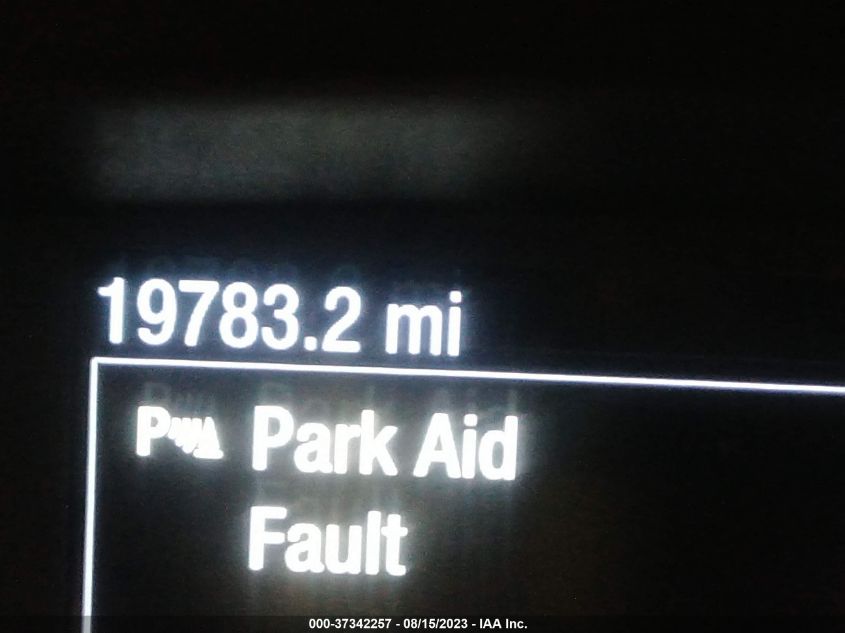 19783.2 mi
P Park Aid
Fault
000-37342257 - 08/15/2023 - IAA Inc.